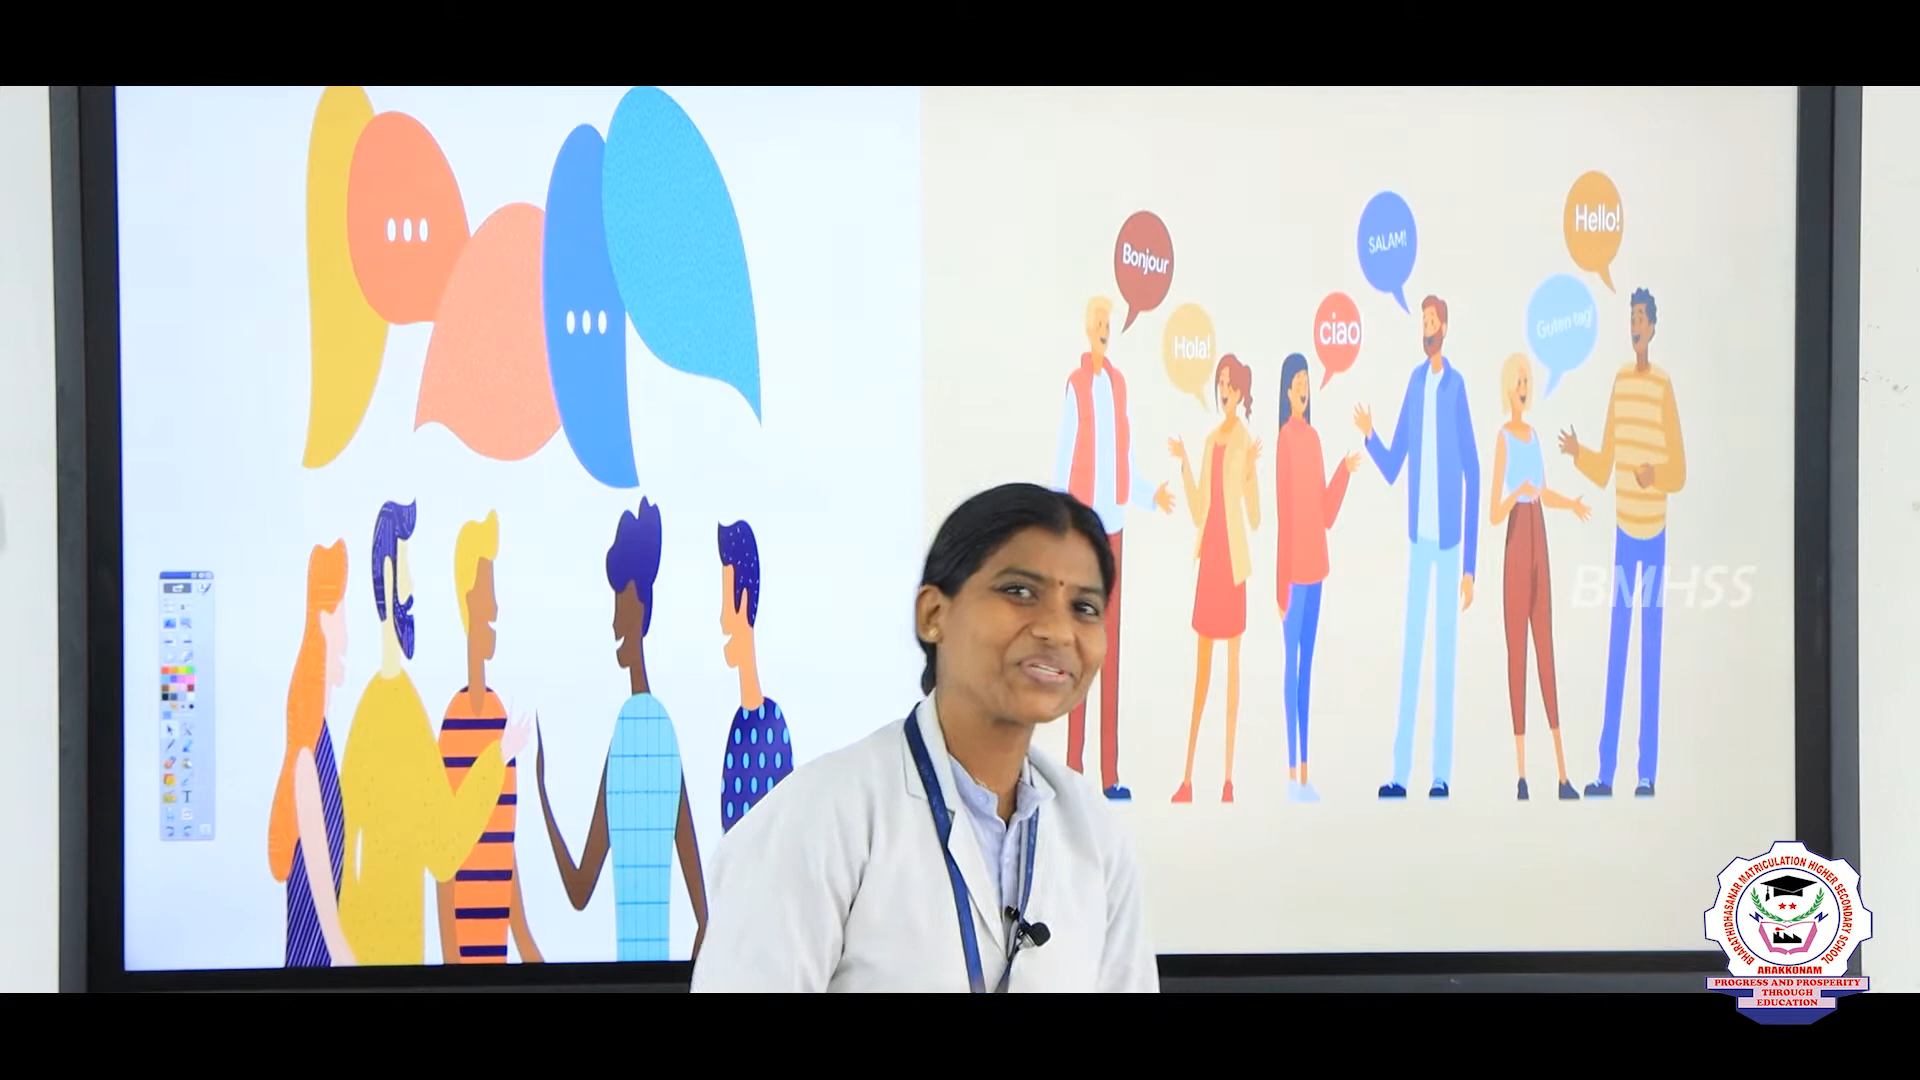 Hello!
SALAM!
Bonjour
Guten tag!
ciao
Hola!
BMHSS
T
BHARATHIDHASANAR MATRICULATION HIGHER SECONDARY SCHOOL
ARAKKONAM
PROGRESS AND PROSPERITY
THROUGH
EDUCATION